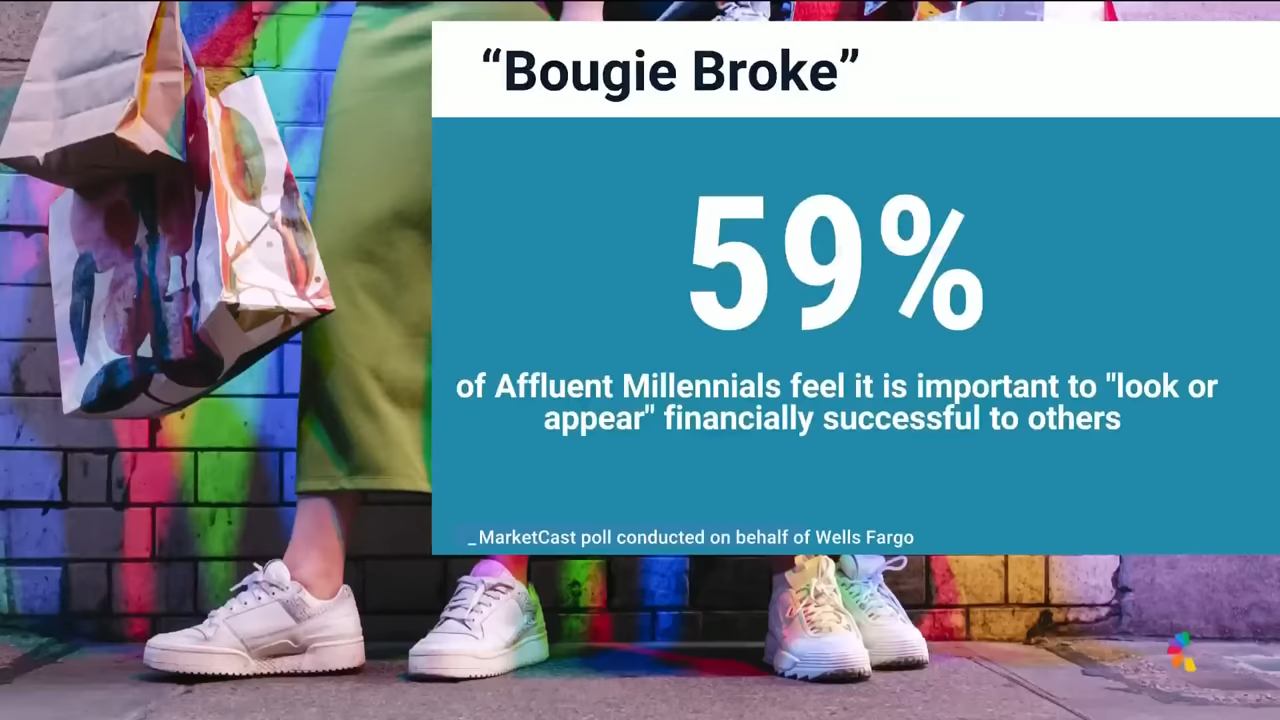 “Bougie Broke”
59%
of Affluent Millennials feel it is important to "look or
appear" financially successful to others
_MarketCast poll conducted on behalf of Wells Fargo